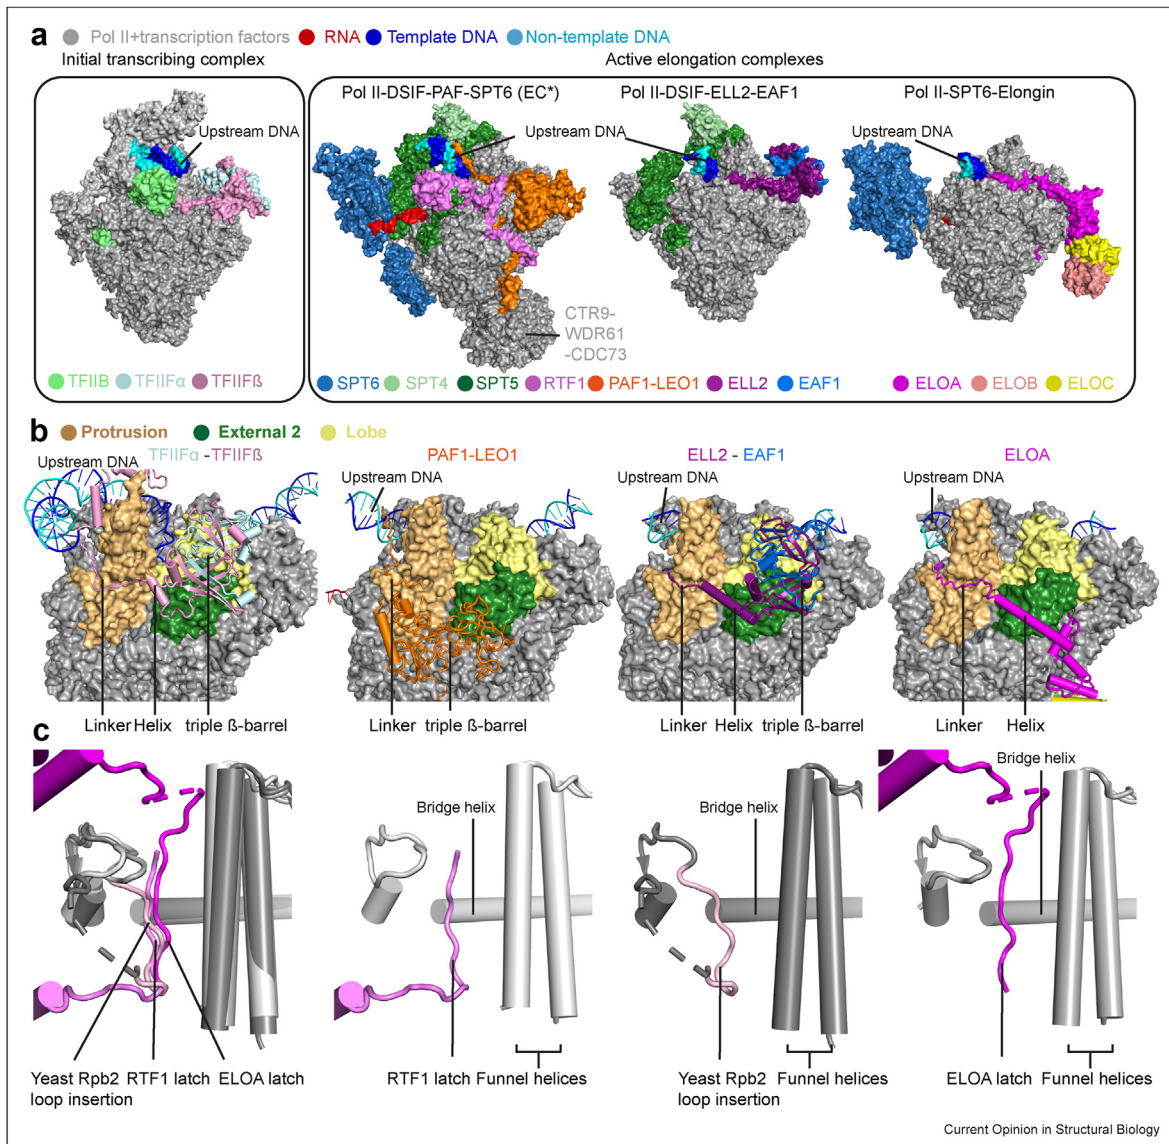 a
Pol II+transcription factors RNA Template DNA Non-template DNA
Initial transcribing complex
Active elongation complexes
Pol II-DSIF-PAF-SPT6 (EC*)
Pol II-DSIF-ELL2-EAF1
Pol II-SPT6-Elongin
Upstream DNA
Upstream DNA
Upstream DNA
CTR9-
WDR61
-CDC73
TFIIB TFIIFα TFIIFß
SPT6 SPT4 SPT5 RTF1 PAF1-LEO1 ELL2 EAF1
ELOA ELOB ELOC
b
Protrusion External 2 Lobe
TFIIFα - TFIIFß
PAF1-LEO1
ELL2 - EAF1
ELOA
Upstream DNA
Upstream DNA
Upstream DNA
Upstream DNA
Linker Helix triple ß-barrel
Linker triple ß-barrel
Linker Helix triple ß-barrel
Linker Helix
c
Bridge helix
Bridge helix
Bridge helix
Yeast Rpb2
loop insertion
RTF1 latch
ELOA latch
RTF1 latch
Funnel helices
Yeast Rpb2
loop insertion
Funnel helices
ELOA latch
Funnel helices
Current Opinion in Structural Biology